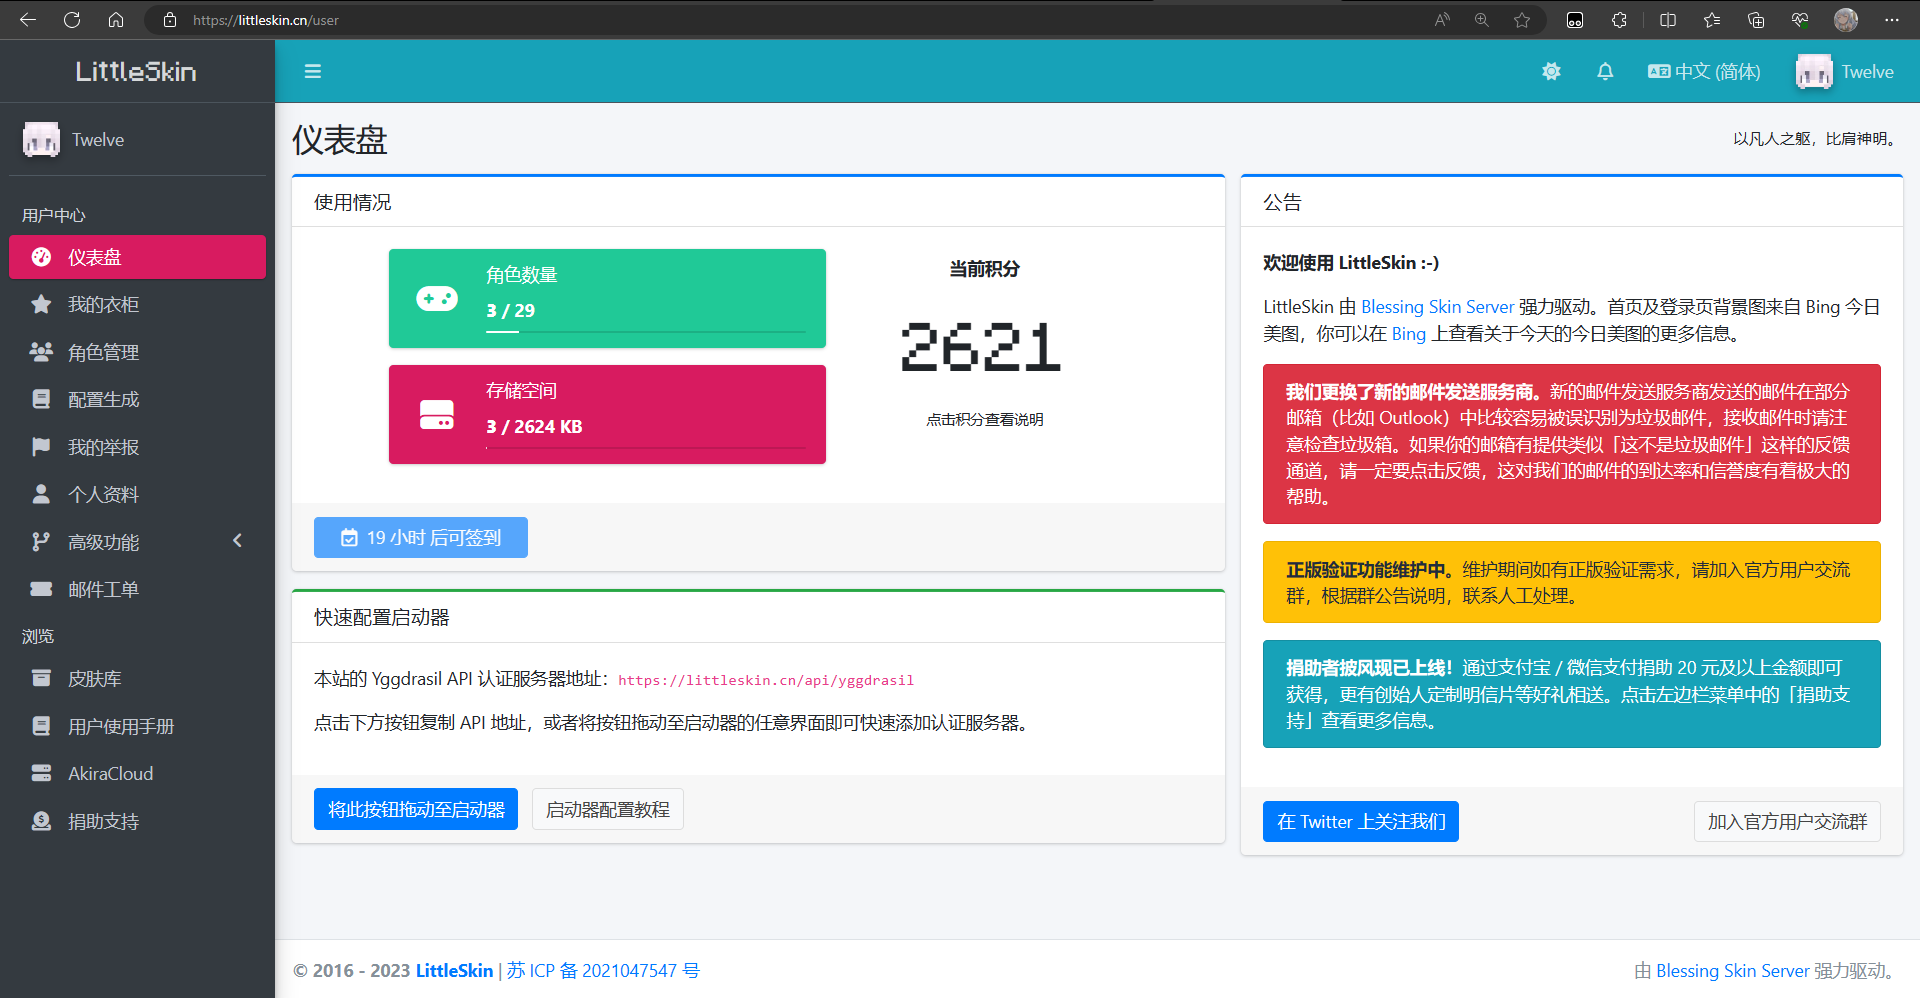 https://littleskin.cn/user
LittleSkin
中文 (简体)
Twelve
Twelve
用户中心
仪表盘
我的衣柜
角色管理
配置生成
我的举报
个人资料
高级功能
邮件工单
浏览
皮肤库
用户使用手册
AkiraCloud
捐助支持
仪表盘
以凡人之躯，比肩神明。
使用情况
角色数量
3 / 29
存储空间
3 / 2624 KB
当前积分
2621
点击积分查看说明
19 小时 后可签到
快速配置启动器
本站的 Yggdrasil API 认证服务器地址：https://littleskin.cn/api/yggdrasil
点击下方按钮复制 API 地址，或者将按钮拖动至启动器的任意界面即可快速添加认证服务器。
将此按钮拖动至启动器
启动器配置教程
公告
欢迎使用 LittleSkin :-)
LittleSkin 由 Blessing Skin Server 强力驱动。首页及登录页背景图来自 Bing 今日
美图，你可以在 Bing 上查看关于今天的今日美图的更多信息。
我们更换了新的邮件发送服务商。新的邮件发送服务商发送的邮件在部分
邮箱（比如 Outlook）中比较容易被误识别为垃圾邮件，接收邮件时请注
意检查垃圾箱。如果你的邮箱有提供类似「这不是垃圾邮件」这样的反馈
通道，请一定要点击反馈，这对我们的邮件的到达率和信誉度有着极大的
帮助。
正版验证功能维护中。维护期间如有正版验证需求，请加入官方用户交流
群，根据群公告说明，联系人工处理。
捐助者披风现已上线！通过支付宝 / 微信支付捐助 20 元及以上金额即可
获得，更有创始人定制明信片等好礼相送。点击左边栏菜单中的「捐助支
持」查看更多信息。
在 Twitter 上关注我们
加入官方用户交流群
© 2016 - 2023 LittleSkin | 苏 ICP 备 2021047547 号
由 Blessing Skin Server 强力驱动。